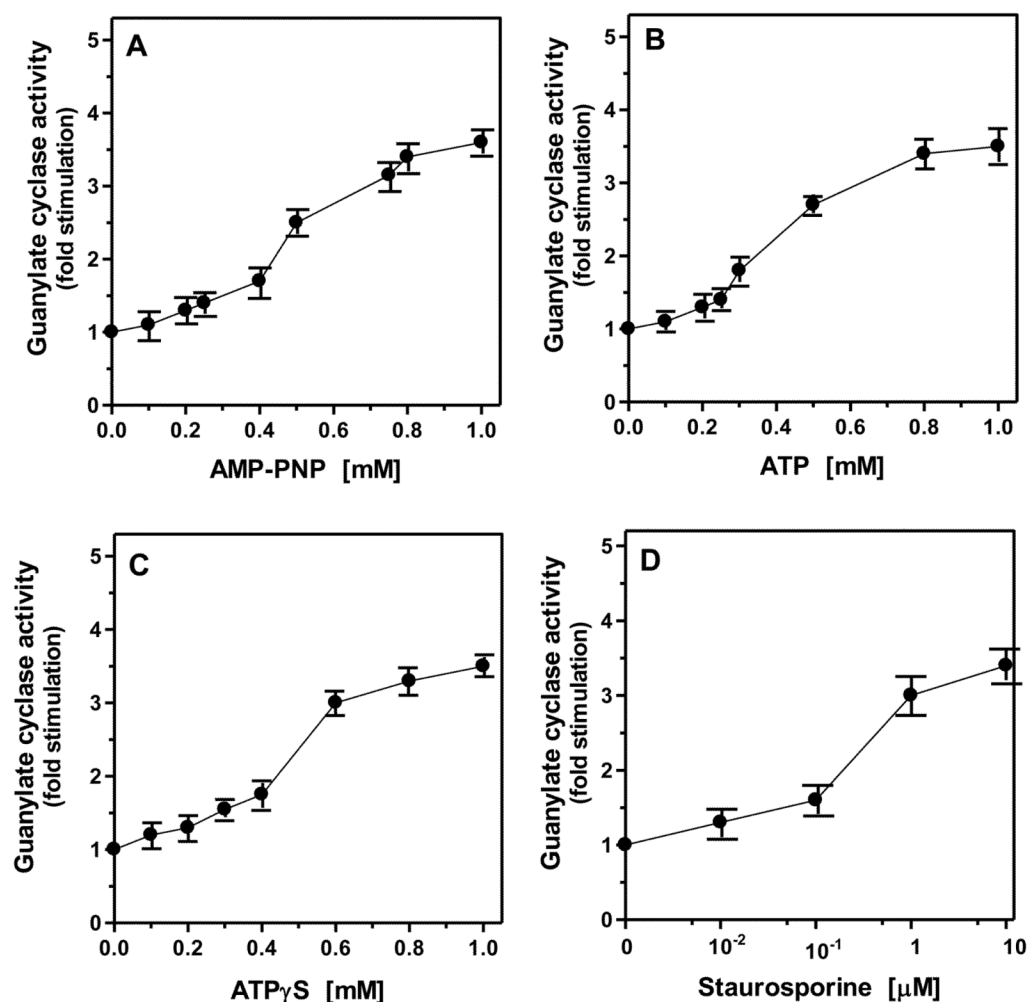 A
Guanylate cyclase activity
(fold stimulation)
5
4
3
2
1
0
0.0 0.2 0.4 0.6 0.8 1.0
AMP-PNP [mM]
B
Guanylate cyclase activity
(fold stimulation)
5
4
3
2
1
0
0.0 0.2 0.4 0.6 0.8 1.0
ATP [mM]
C
Guanylate cyclase activity
(fold stimulation)
5
4
3
2
1
0
0.0 0.2 0.4 0.6 0.8 1.0
ATPγS [mM]
D
Guanylate cyclase activity
(fold stimulation)
5
4
3
2
1
0
0 10⁻² 10⁻¹ 1 10
Staurosporine [μM]